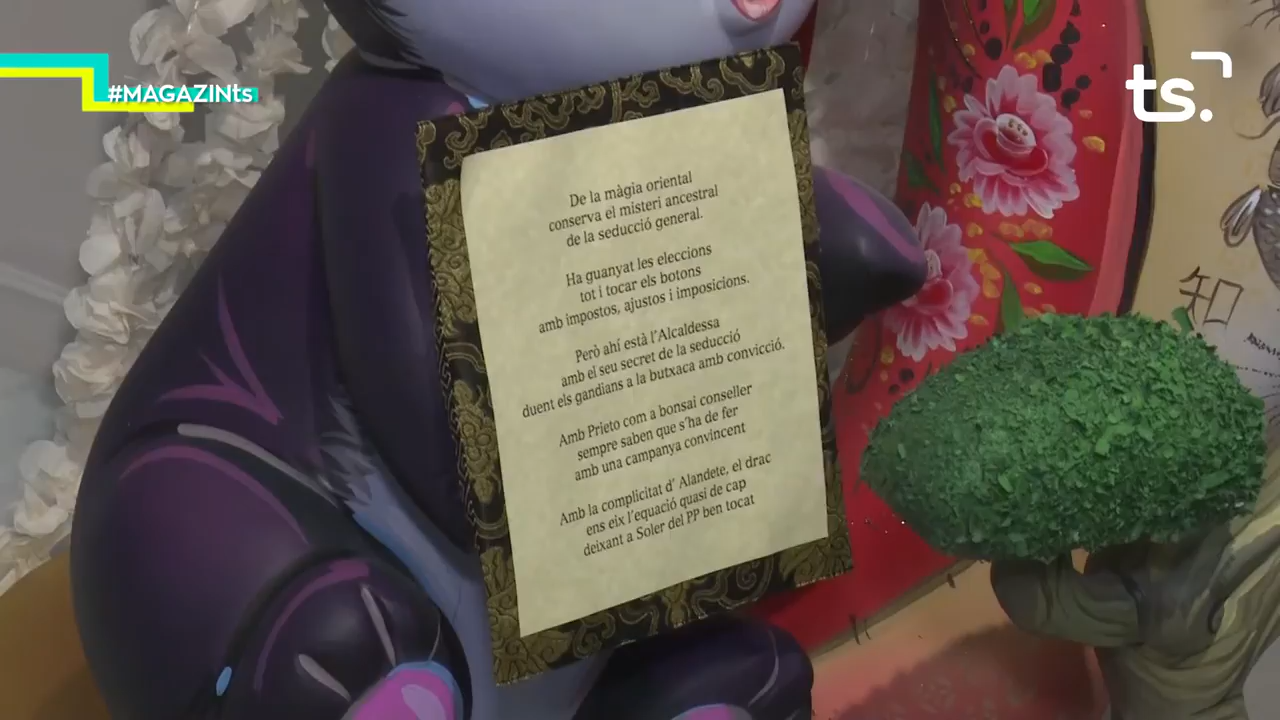 #MAGAZINts
ts.
De la màgia oriental
conserva el misteri ancestral
de la seducció general.
Ha guanyat les eleccions
tot i tocar els botons
amb impostos, ajustos i imposicions.
Però ahí està l'Alcaldessa
amb el seu secret de la seducció
duent els gandians a la butxaca amb convicció.
Amb Prieto com a bonsai conseller
sempre saben que s'ha de fer
amb una campanya convincent
Amb la complicitat d' Alandete, el drac
ens eix l'equació quasi de cap
deixant a Soler del PP ben tocat
知